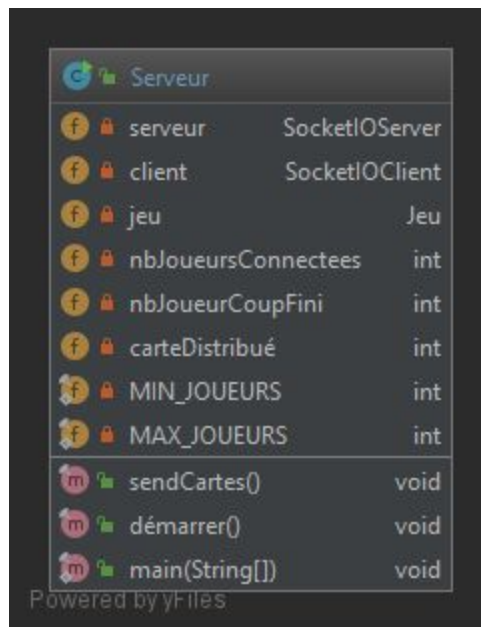 Serveur
serveur SocketIOServer
client SocketIOClient
jeu Jeu
nbJoueursConnectees int
nbJoueurCoupFini int
carteDistribué int
MIN_JOUEURS int
MAX_JOUEURS int
sendCartes() void
démarrer() void
main(String[]) void
Powered by yFiles